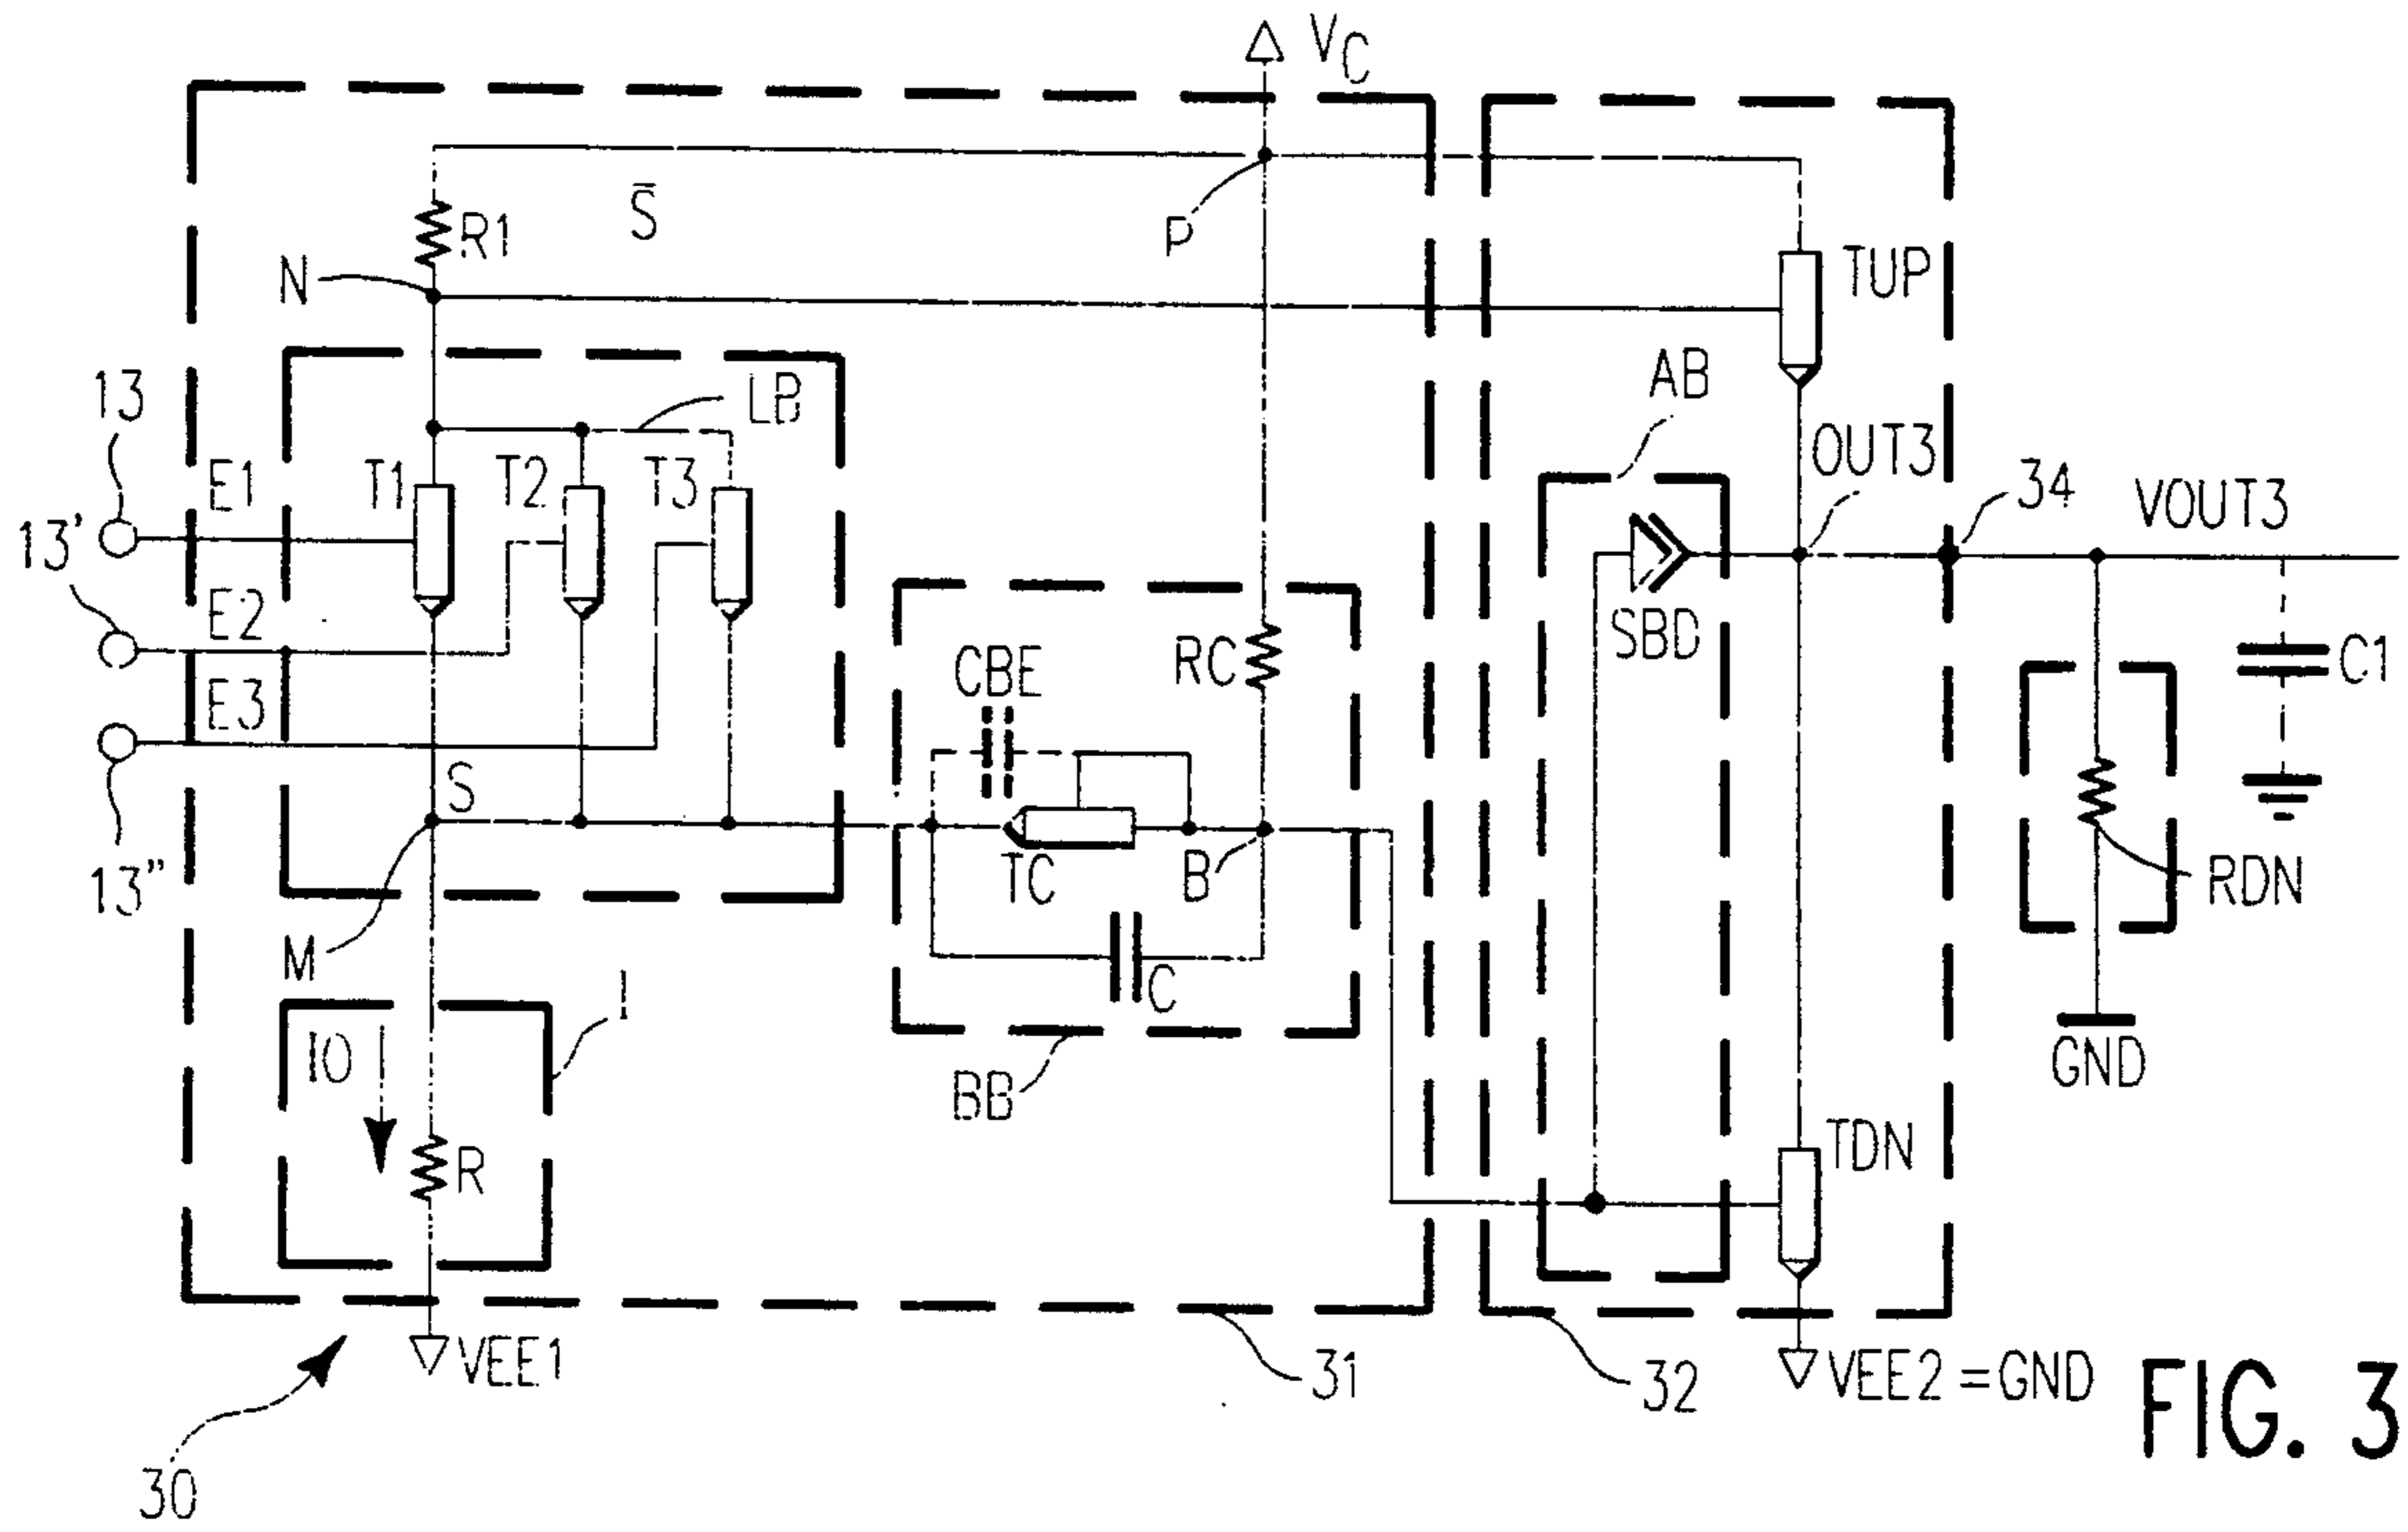 VC
S̄
R1
P
N
TUP
LB
AB
13
E1
T1
T2
T3
OUT3
34
VOUT3
13'
E2
SBD
CBE
RC
C1
E3
S
13"
TC
B
RDN
M
C
I
IO
BB
GND
R
TDN
VEE1
31
32
VEE2 = GND
30
FIG. 3